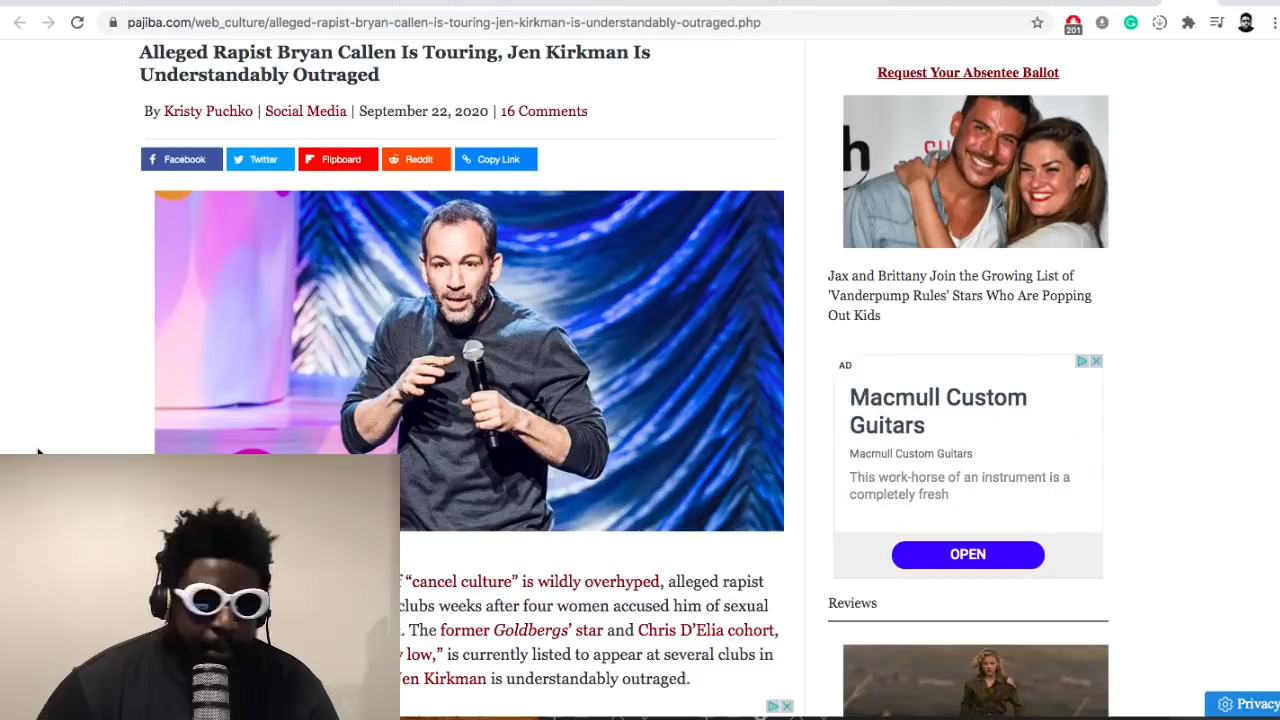 pajiba.com/web_culture/alleged-rapist-bryan-callen-is-touring-jen-kirkman-is-understandably-outraged.php
201
Alleged Rapist Bryan Callen Is Touring, Jen Kirkman Is
Understandably Outraged
By Kristy Puchko | Social Media | September 22, 2020 | 16 Comments
Facebook
Twitter
Flipboard
Reddit
Copy Link
"cancel culture" is wildly overhyped, alleged rapist
clubs weeks after four women accused him of sexual
. The former Goldbergs' star and Chris D'Elia cohort,
low," is currently listed to appear at several clubs in
Jen Kirkman is understandably outraged.
Request Your Absentee Ballot
Jax and Brittany Join the Growing List of
'Vanderpump Rules' Stars Who Are Popping
Out Kids
AD
Macmull Custom
Guitars
Macmull Custom Guitars
This work-horse of an instrument is a
completely fresh
OPEN
Reviews
Privacy